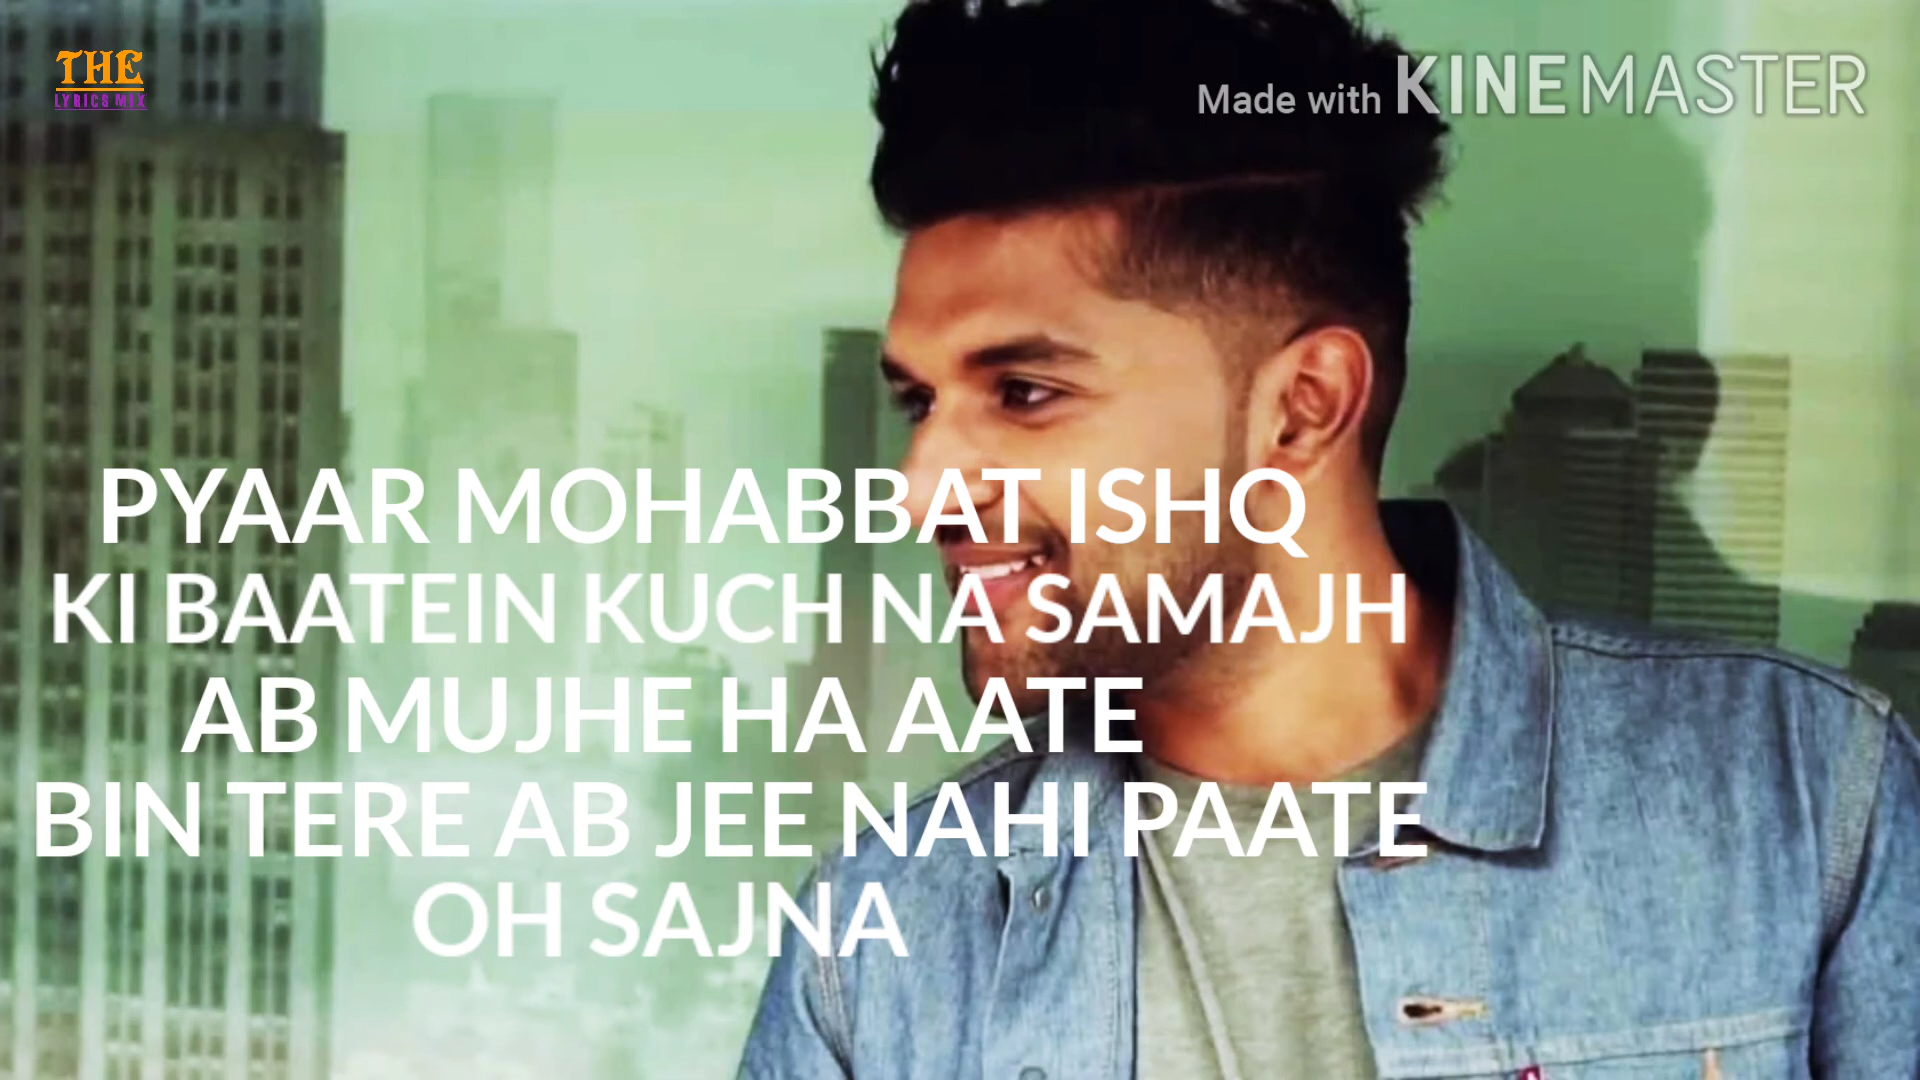 THE
LYRICS MIX
Made with KINEMASTER
PYAAR MOHABBAT ISHQ
KI BAATEIN KUCH NA SAMAJH
AB MUJHE HA AATE
BIN TERE AB JEE NAHI PAATE
OH SAJNA